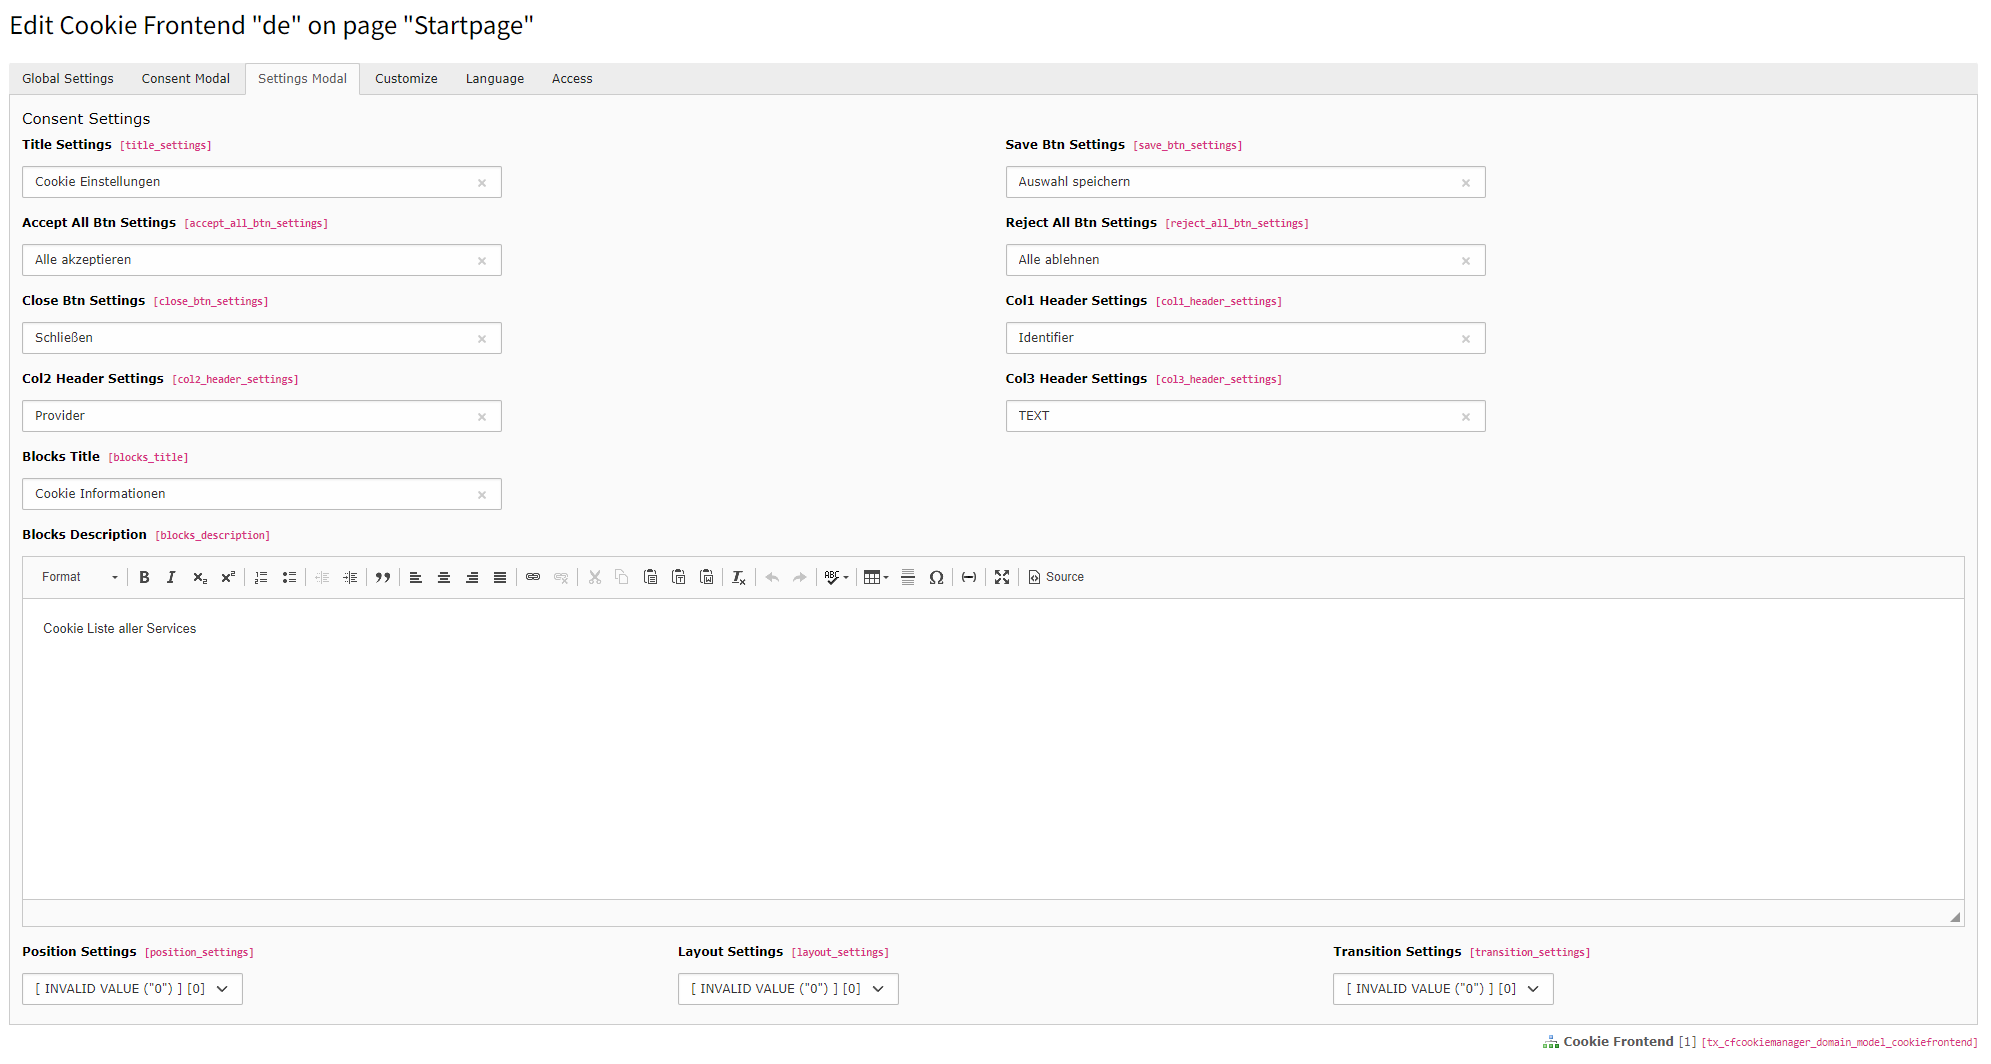 Edit Cookie Frontend "de" on page "Startpage"
Global Settings Consent Modal Settings Modal Customize Language Access
Consent Settings
Title Settings [title_settings] Save Btn Settings [save_btn_settings]
Cookie Einstellungen × Auswahl speichern ×
Accept All Btn Settings [accept_all_btn_settings] Reject All Btn Settings [reject_all_btn_settings]
Alle akzeptieren × Alle ablehnen ×
Close Btn Settings [close_btn_settings] Col1 Header Settings [col1_header_settings]
Schließen × Identifier ×
Col2 Header Settings [col2_header_settings] Col3 Header Settings [col3_header_settings]
Provider × TEXT ×
Blocks Title [blocks_title]
Cookie Informationen ×
Blocks Description [blocks_description]
Format Source
Cookie Liste aller Services
Position Settings [position_settings] Layout Settings [layout_settings] Transition Settings [transition_settings]
[ INVALID VALUE ("0") ] [0] [ INVALID VALUE ("0") ] [0] [ INVALID VALUE ("0") ] [0]
Cookie Frontend [1] [tx_cfcookiemanager_domain_model_cookiefrontend]